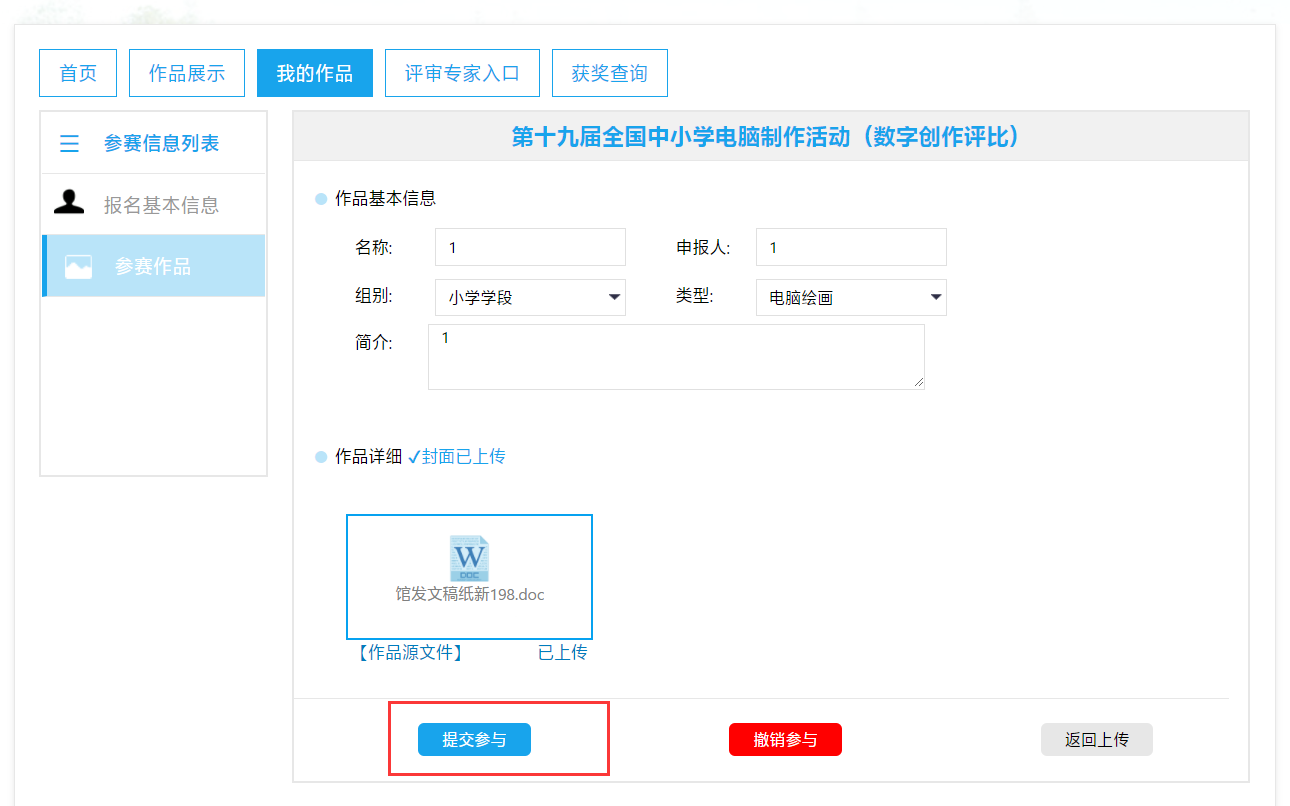 首页 作品展示 我的作品 评审专家入口 获奖查询
参赛信息列表
报名基本信息
参赛作品
第十九届全国中小学电脑制作活动（数字创作评比）
作品基本信息
名称: 1 申报人: 1
组别: 小学学段 类型: 电脑绘画
简介: 1
作品详细 ✓封面已上传
W
DOC
馆发文稿纸新198.doc
【作品源文件】 已上传
提交参与 撤销参与 返回上传